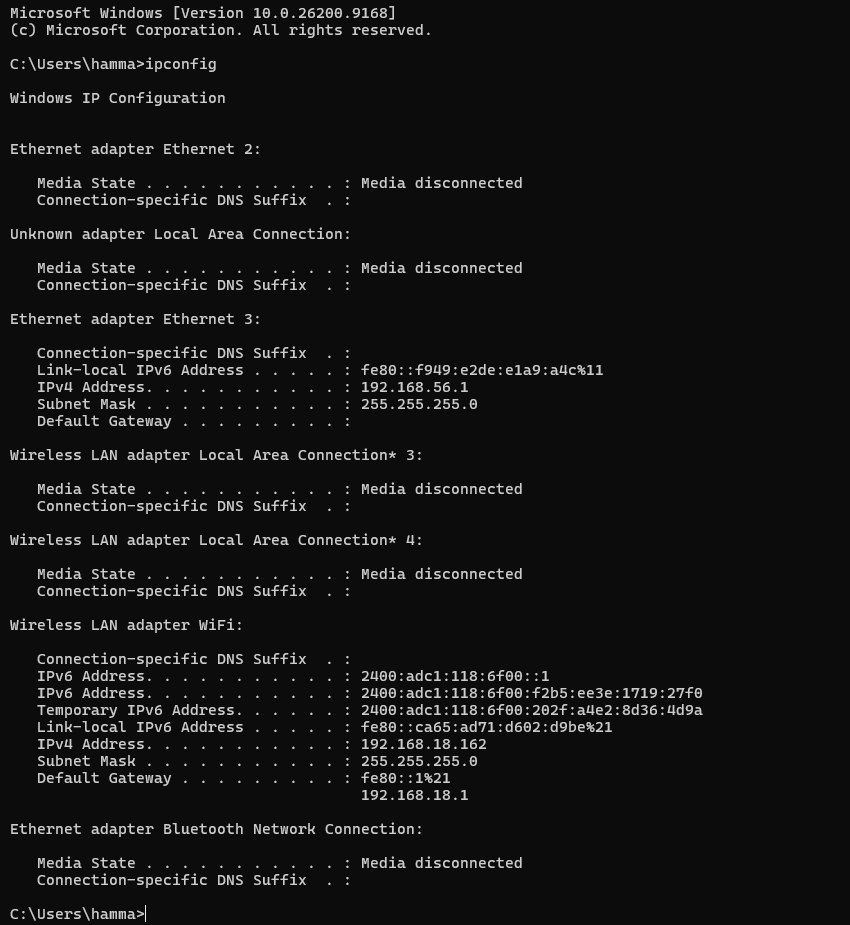 Microsoft Windows [Version 10.0.26200.9168]
(c) Microsoft Corporation. All rights reserved.
C:\Users\hamma>ipconfig
Windows IP Configuration
Ethernet adapter Ethernet 2:
   Media State . . . . . . . . . . . : Media disconnected
   Connection-specific DNS Suffix  . :
Unknown adapter Local Area Connection:
   Media State . . . . . . . . . . . : Media disconnected
   Connection-specific DNS Suffix  . :
Ethernet adapter Ethernet 3:
   Connection-specific DNS Suffix  . :
   Link-local IPv6 Address . . . . . : fe80::f949:e2de:e1a9:a4c%11
   IPv4 Address. . . . . . . . . . . : 192.168.56.1
   Subnet Mask . . . . . . . . . . . : 255.255.255.0
   Default Gateway . . . . . . . . . :
Wireless LAN adapter Local Area Connection* 3:
   Media State . . . . . . . . . . . : Media disconnected
   Connection-specific DNS Suffix  . :
Wireless LAN adapter Local Area Connection* 4:
   Media State . . . . . . . . . . . : Media disconnected
   Connection-specific DNS Suffix  . :
Wireless LAN adapter WiFi:
   Connection-specific DNS Suffix  . :
   IPv6 Address. . . . . . . . . . . : 2400:adc1:118:6f00::1
   IPv6 Address. . . . . . . . . . . : 2400:adc1:118:6f00:f2b5:ee3e:1719:27f0
   Temporary IPv6 Address. . . . . . : 2400:adc1:118:6f00:202f:a4e2:8d36:4d9a
   Link-local IPv6 Address . . . . . : fe80::ca65:ad71:d602:d9be%21
   IPv4 Address. . . . . . . . . . . : 192.168.18.162
   Subnet Mask . . . . . . . . . . . : 255.255.255.0
   Default Gateway . . . . . . . . . : fe80::1%21
                                       192.168.18.1
Ethernet adapter Bluetooth Network Connection:
   Media State . . . . . . . . . . . : Media disconnected
   Connection-specific DNS Suffix  . :
C:\Users\hamma>